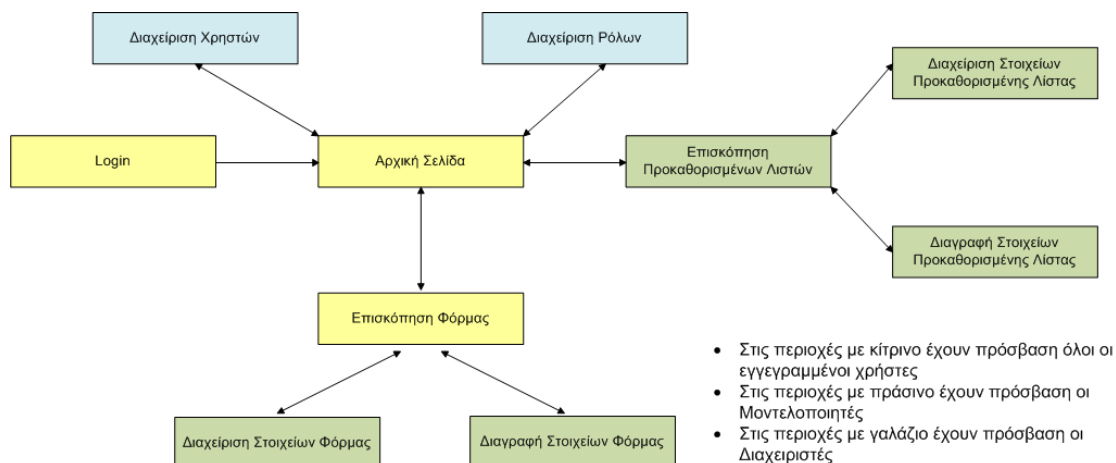 Διαχείριση Χρηστών
Διαχείριση Ρόλων
Διαχείριση Στοιχείων
Προκαθορισμένης Λίστας
Login
Αρχική Σελίδα
Επισκόπηση
Προκαθορισμένων Λιστών
Διαγραφή Στοιχείων
Προκαθορισμένης Λίστας
Επισκόπηση Φόρμας
Διαχείριση Στοιχείων Φόρμας
Διαγραφή Στοιχείων Φόρμας
• Στις περιοχές με κίτρινο έχουν πρόσβαση όλοι οι
εγγεγραμμένοι χρήστες
• Στις περιοχές με πράσινο έχουν πρόσβαση οι
Μοντελοποιητές
• Στις περιοχές με γαλάζιο έχουν πρόσβαση οι
Διαχειριστές